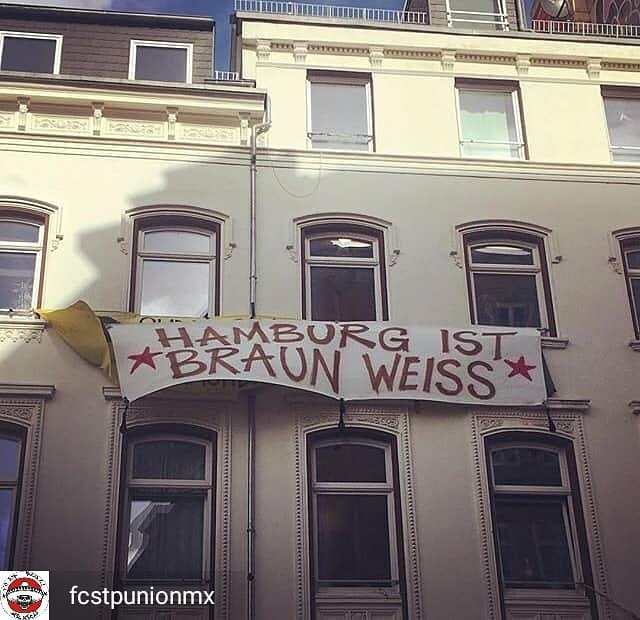 HAMBURG IST
BRAUN WEISS
fcstpunionmx